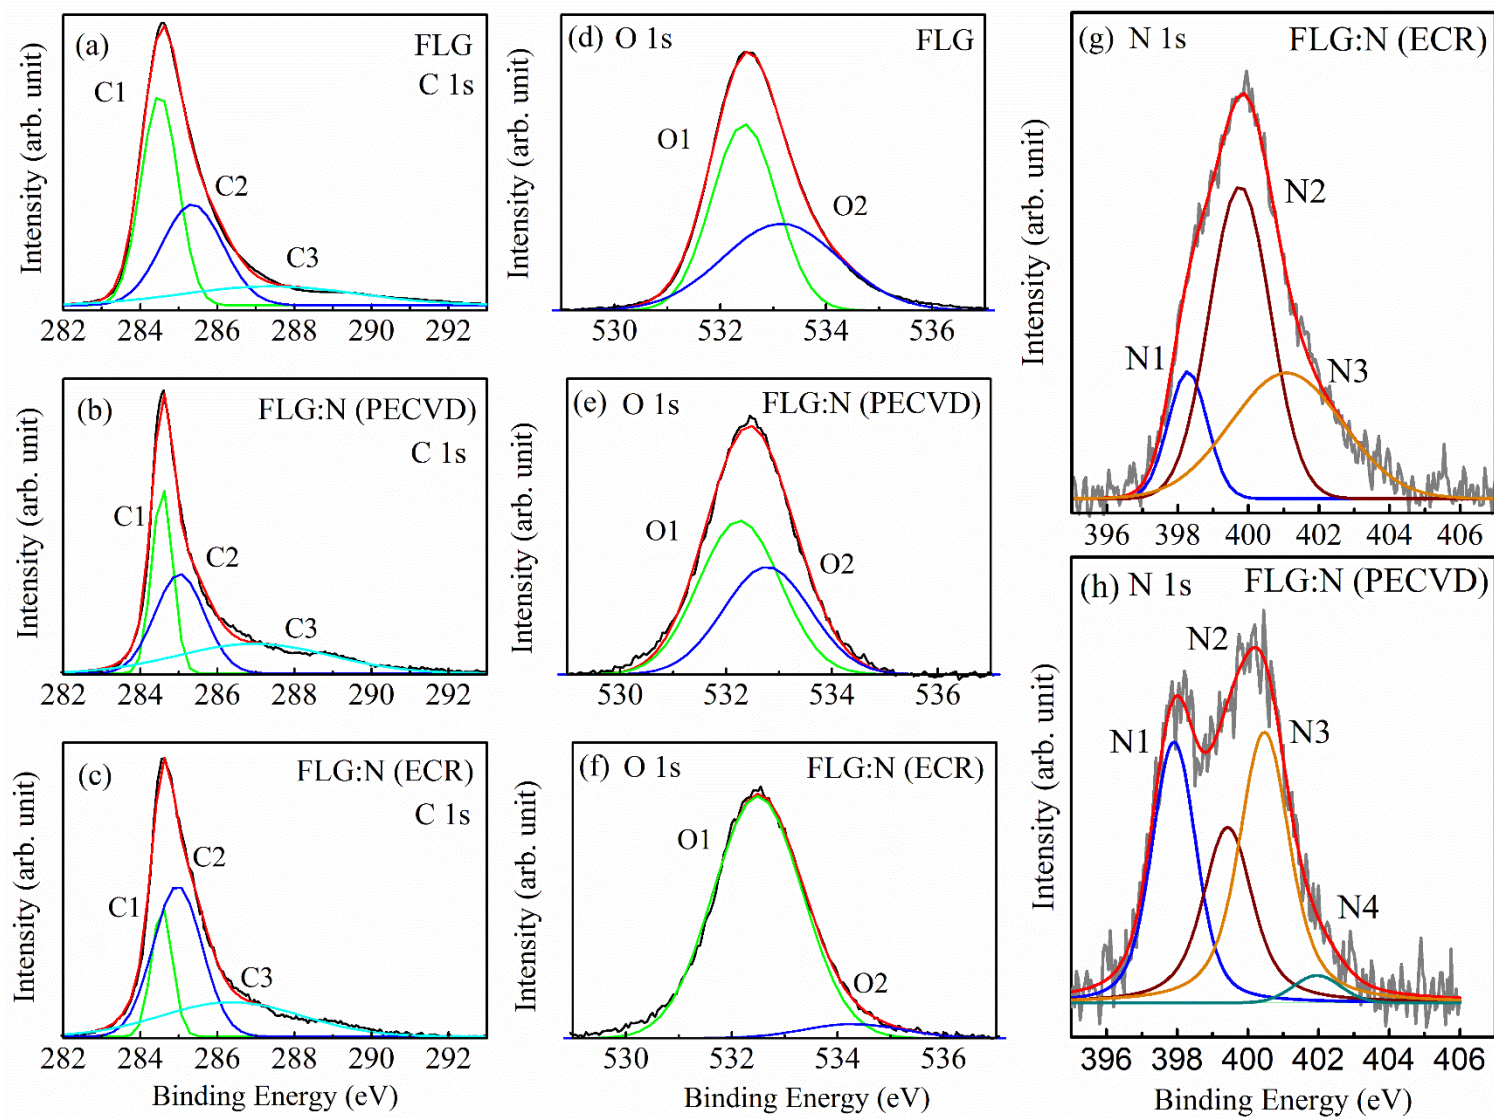 (a)
FLG
C 1s
C1
C2
C3
Intensity (arb. unit)
282 284 286 288 290 292
(b)
FLG:N (PECVD)
C 1s
C1
C2
C3
Intensity (arb. unit)
282 284 286 288 290 292
(c)
FLG:N (ECR)
C 1s
C2
C1
C3
Intensity (arb. unit)
282 284 286 288 290 292
Binding Energy (eV)
(d) O 1s
FLG
O1
O2
Intensity (arb. unit)
530 532 534 536
(e) O 1s
FLG:N (PECVD)
O1
O2
Intensity (arb. unit)
530 532 534 536
(f) O 1s
FLG:N (ECR)
O1
O2
Intensity (arb. unit)
530 533 534 536
Binding Energy (eV)
(g) N 1s
FLG:N (ECR)
N2
N1
N3
Intensity (arb. unit)
396 398 400 402 404 406
(h) N 1s
FLG:N (PECVD)
N2
N1
N3
N4
Intensity (arb. unit)
396 398 400 402 404 406
Binding Energy (eV)